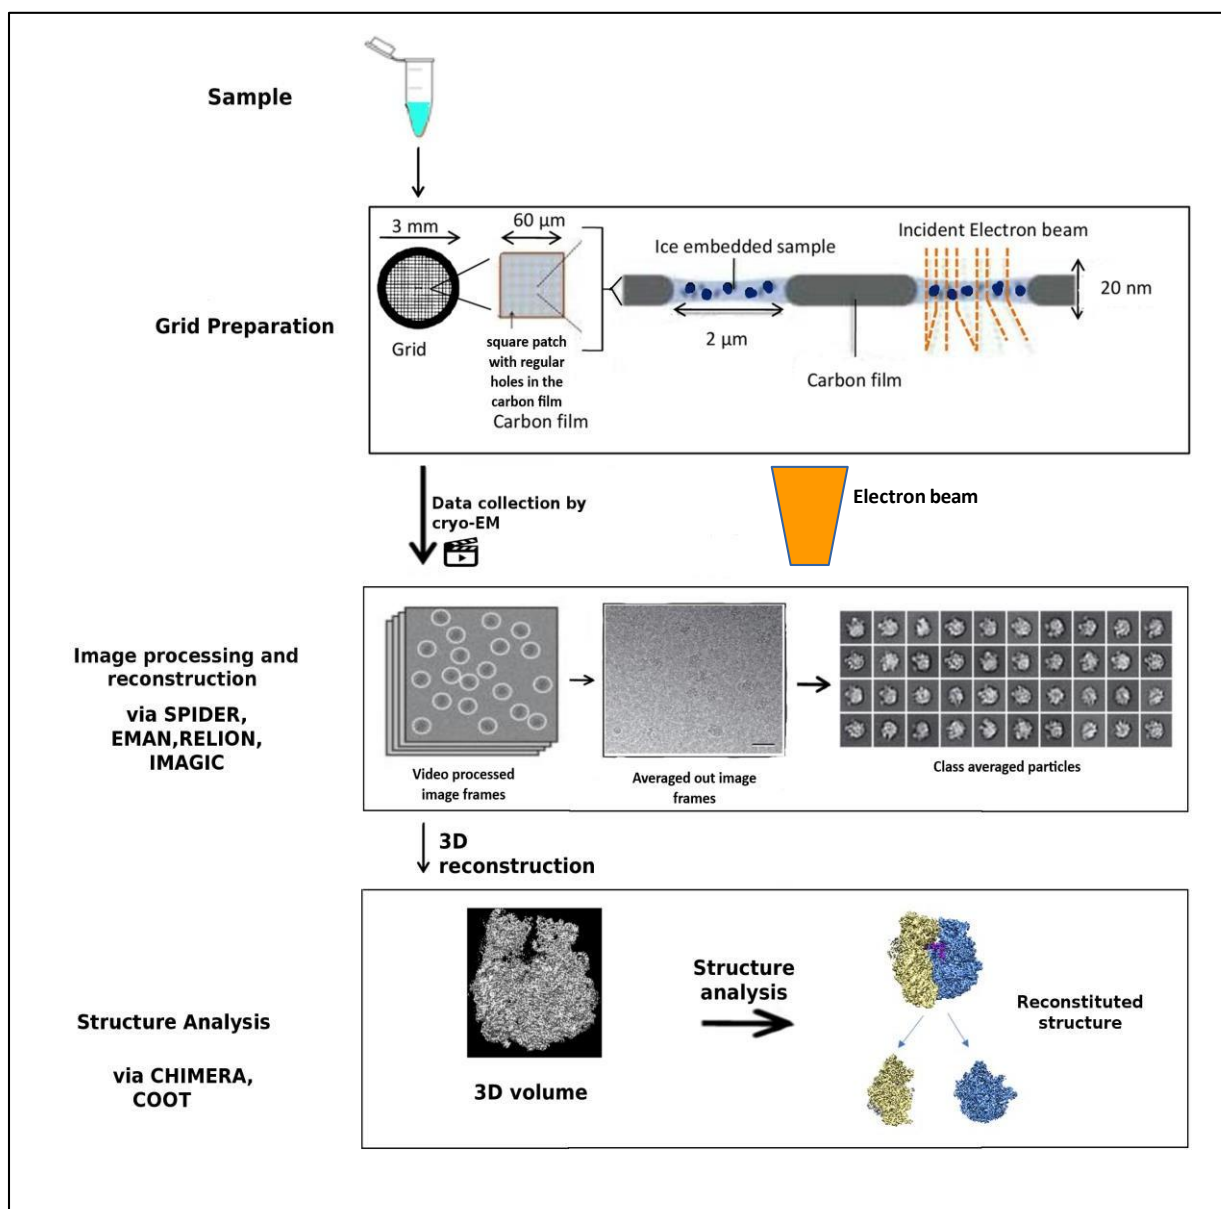 Sample
3 mm
60 µm
Ice embedded sample
Incident Electron beam
20 nm
Grid Preparation
Grid
square patch
with regular
holes in the
carbon film
Carbon film
2 µm
Carbon film
Data collection by
cryo-EM
Electron beam
Image processing and
reconstruction
via SPIDER,
EMAN,RELION,
IMAGIC
Video processed
image frames
Averaged out image
frames
Class averaged particles
3D
reconstruction
Structure Analysis
via CHIMERA,
COOT
3D volume
Structure
analysis
Reconstituted
structure